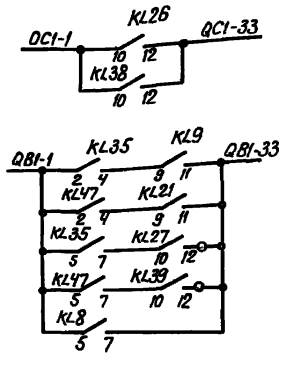 KL26
OC1-1 QC1-33
10 12
KL38
10 12
KL35 KL9
QB1-1 QB1-33
2 4 9 11
KL47 KL21
2 4 9 11
KL35 KL27
5 7 10 12
KL47 KL39
5 7 10 12
KL8
5 7